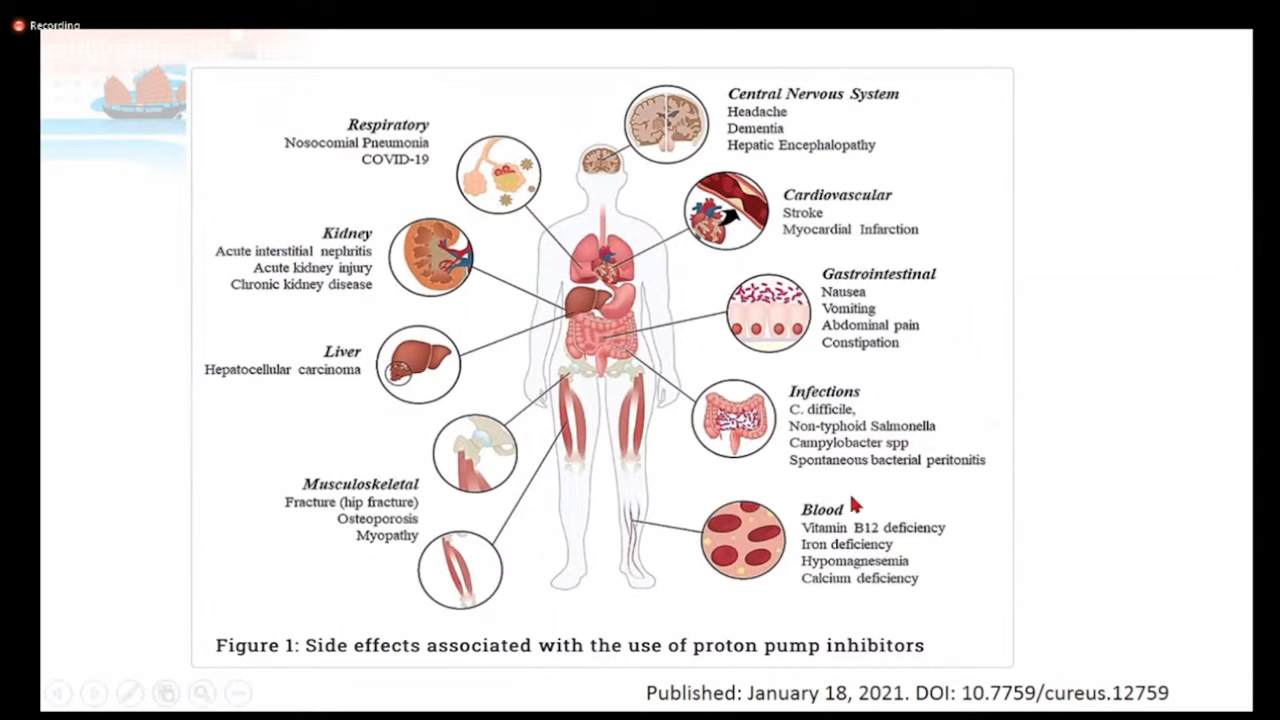 Recording
Respiratory
Nosocomial Pneumonia
COVID-19
Kidney
Acute interstitial nephritis
Acute kidney injury
Chronic kidney disease
Liver
Hepatocellular carcinoma
Musculoskeletal
Fracture (hip fracture)
Osteoporosis
Myopathy
Central Nervous System
Headache
Dementia
Hepatic Encephalopathy
Cardiovascular
Stroke
Myocardial Infarction
Gastrointestinal
Nausea
Vomiting
Abdominal pain
Constipation
Infections
C. difficile,
Non-typhoid Salmonella
Campylobacter spp
Spontaneous bacterial peritonitis
Blood
Vitamin B12 deficiency
Iron deficiency
Hypomagnesemia
Calcium deficiency
Figure 1: Side effects associated with the use of proton pump inhibitors
Published: January 18, 2021. DOI: 10.7759/cureus.12759